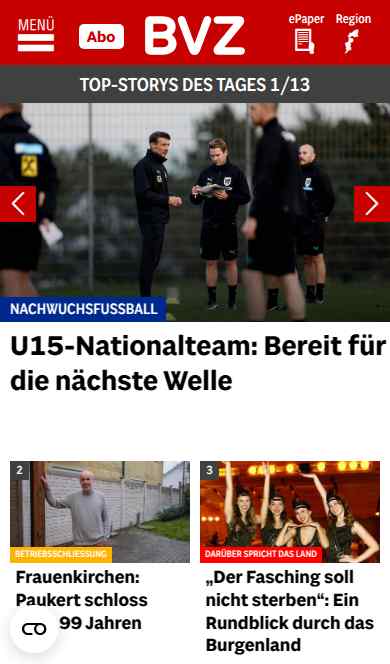 MENÜ
Abo
BVZ
ePaper
Region
TOP-STORYS DES TAGES 1/13
NACHWUCHSFUSSBALL
U15-Nationalteam: Bereit für
die nächste Welle
2
BETRIEBSSCHLIESSUNG
Frauenkirchen:
Paukert schloss
99 Jahren
3
DARÜBER SPRICHT DAS LAND
„Der Fasching soll
nicht sterben“: Ein
Rundblick durch das
Burgenland